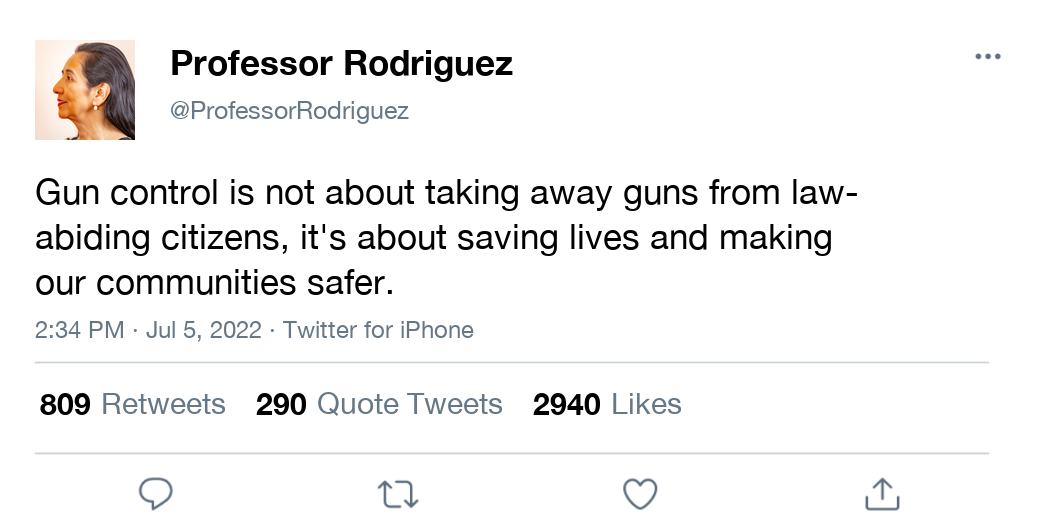 Professor Rodriguez
@ProfessorRodriguez
Gun control is not about taking away guns from law-
abiding citizens, it's about saving lives and making
our communities safer.
2:34 PM · Jul 5, 2022 · Twitter for iPhone
809 Retweets 290 Quote Tweets 2940 Likes